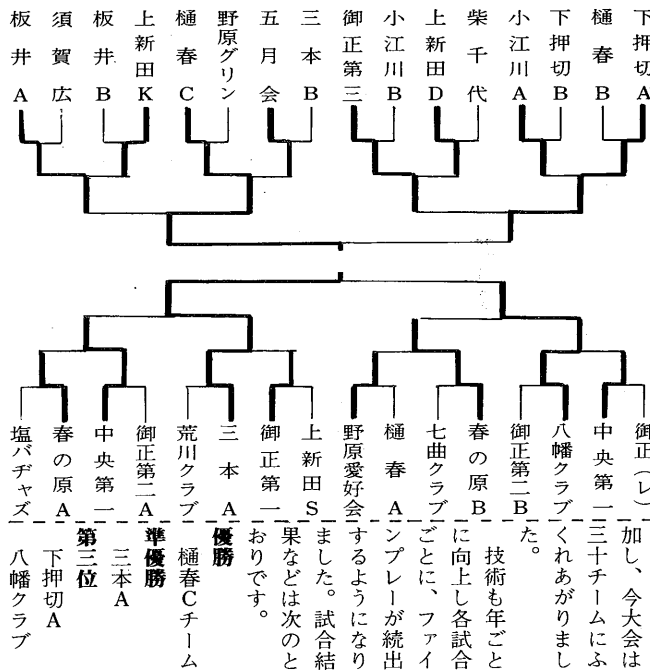 板井A
須賀広
板井B
上新田K
樋春C
野原グリン
五月会
三本B
御正第三
小江川B
上新田D
柴千代
小江川A
下押切B
樋春B
下押切A
塩バヂャズ
春の原A
中央第一
御正第二A
荒川クラブ
三本A
御正第一
上新田S
野原愛好会
樋春A
七曲クラブ
春の原B
御正第二B
八幡クラブ
中央第一
御正(レ)
加し、今大会は
三十チームにふ
くれあがりまし
た。
技術も年ごと
に向上し各試合
ごとに、ファイ
ンプレーが続出
するようになり
ました。試合結
果などは次のと
おりです。
優勝
樋春Cチーム
準優勝
三本A
第三位
下押切A
八幡クラブ